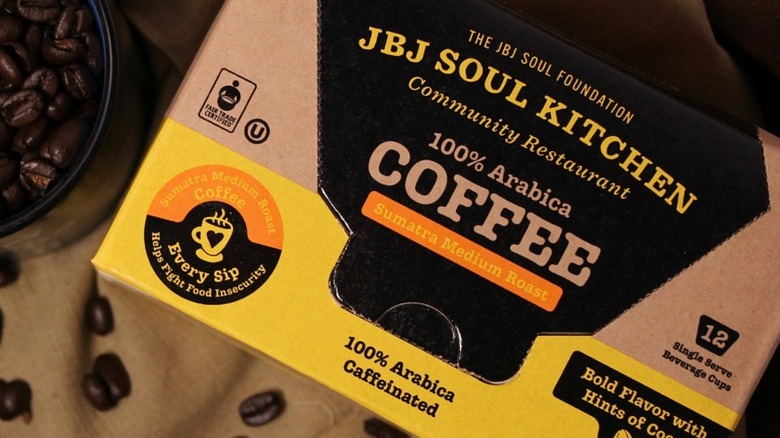 THE JBJ SOUL FOUNDATION
JBJ SOUL KITCHEN
Community Restaurant
100% Arabica
COFFEE
Sumatra Medium Roast
FAIR TRADE
CERTIFIED
U
Sumatra Medium Roast
Coffee
Every Sip
Helps Fight Food Insecurity
100% Arabica
Caffeinated
12
Single Serve
Beverage Cups
Bold Flavor with
Hints of